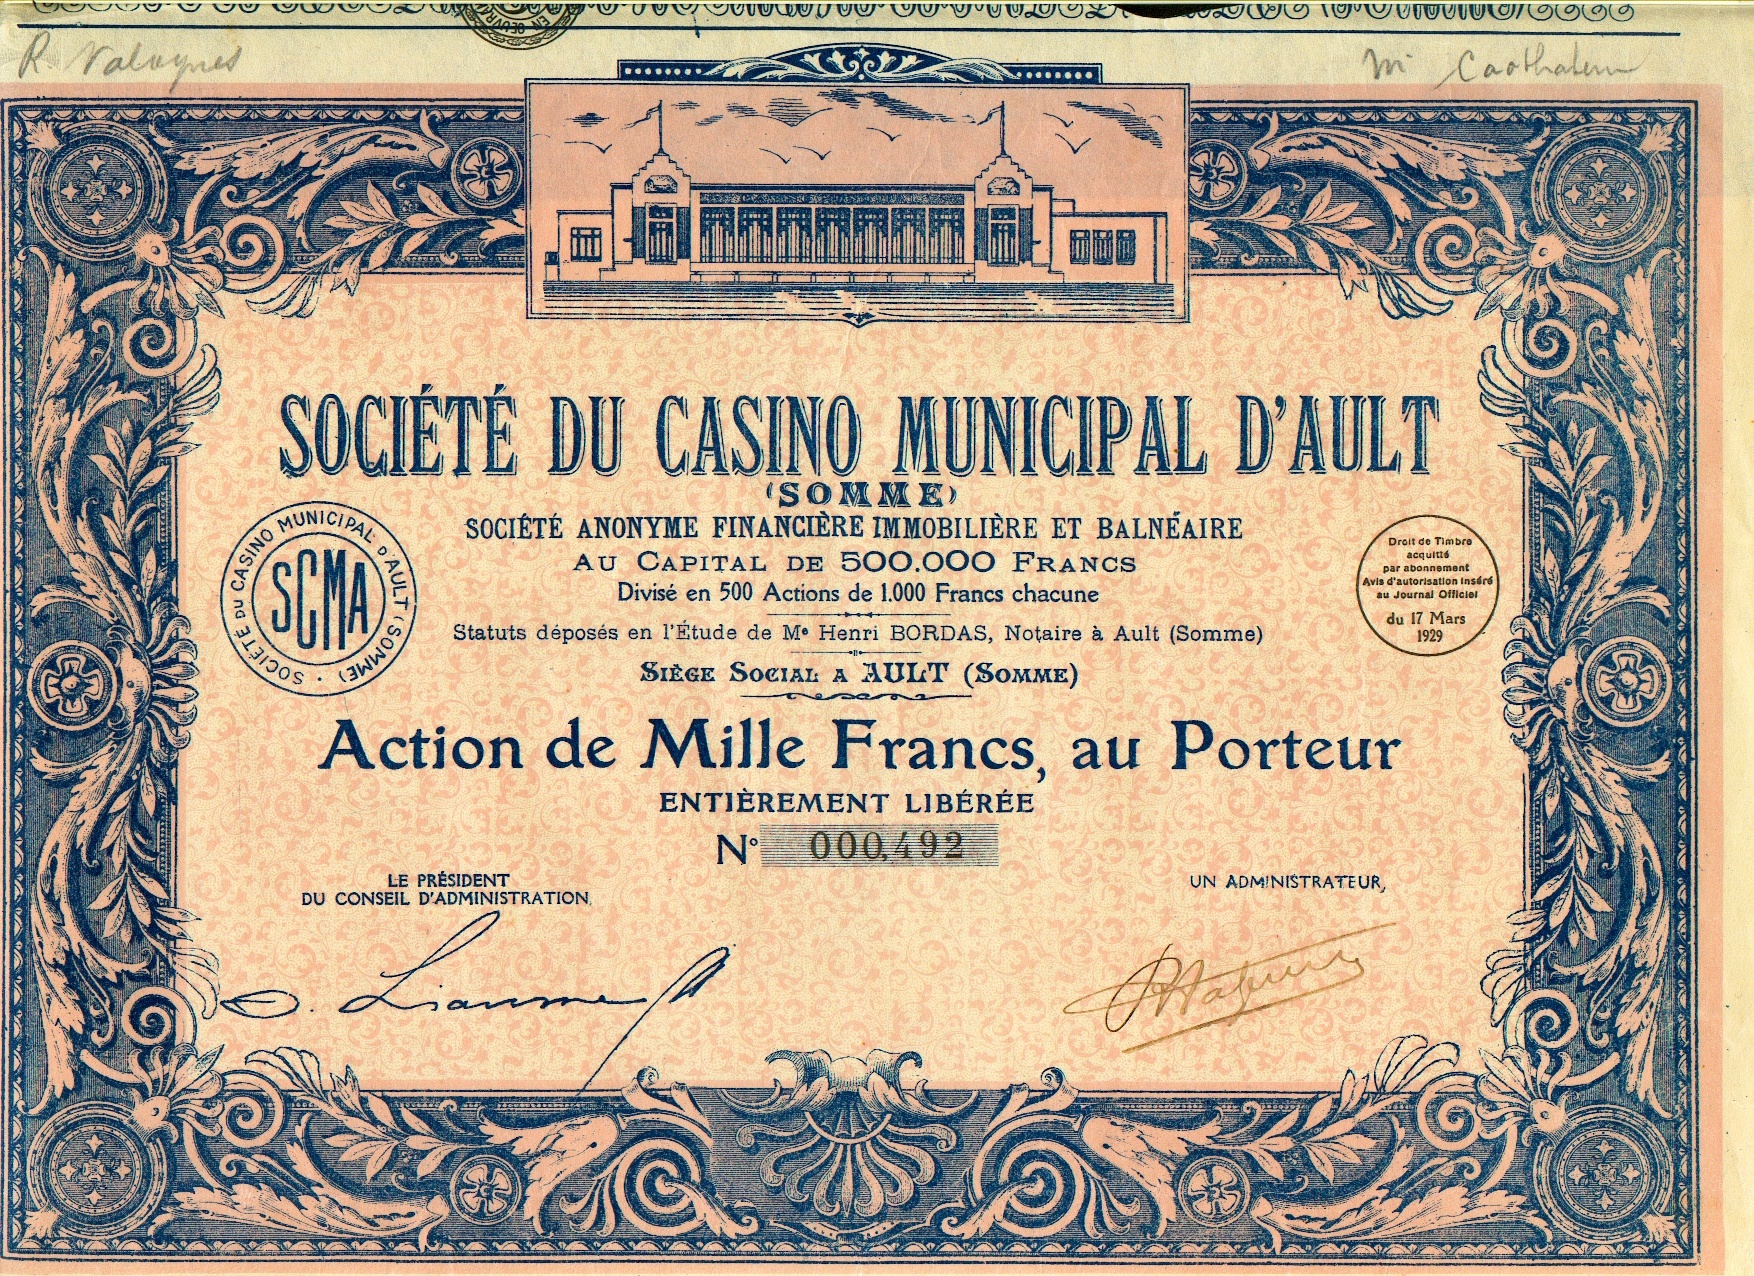 R. Valognes
SOCIÉTÉ DU CASINO MUNICIPAL D'AULT
(SOMME)
SOCIÉTÉ ANONYME FINANCIÈRE IMMOBILIÈRE ET BALNÉAIRE
AU CAPITAL DE 500.000 FRANCS
Divisé en 500 Actions de 1.000 Francs chacune
Statuts déposés en l'Étude de Me Henri BORDAS, Notaire à Ault (Somme)
SIÈGE SOCIAL A AULT (SOMME)
SOCIÉTÉ DU CASINO MUNICIPAL D'AULT (SOMME)
SCMA
Droit de Timbre
acquitté
par abonnement
Avis d'autorisation inséré
au Journal Officiel
du 17 Mars
1929
Action de Mille Francs, au Porteur
ENTIÈREMENT LIBÉRÉE
N° 000,492
LE PRÉSIDENT
DU CONSEIL D'ADMINISTRATION,
UN ADMINISTRATEUR,